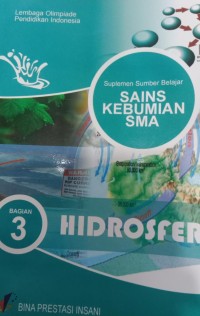 Lembaga Olimpiade
Pendidikan Indonesia
Suplemen Sumber Belajar
SAINS
KEBUMIAN
SMA
BAGIAN
3
HIDROSFER
BINA PRESTASI INSANI